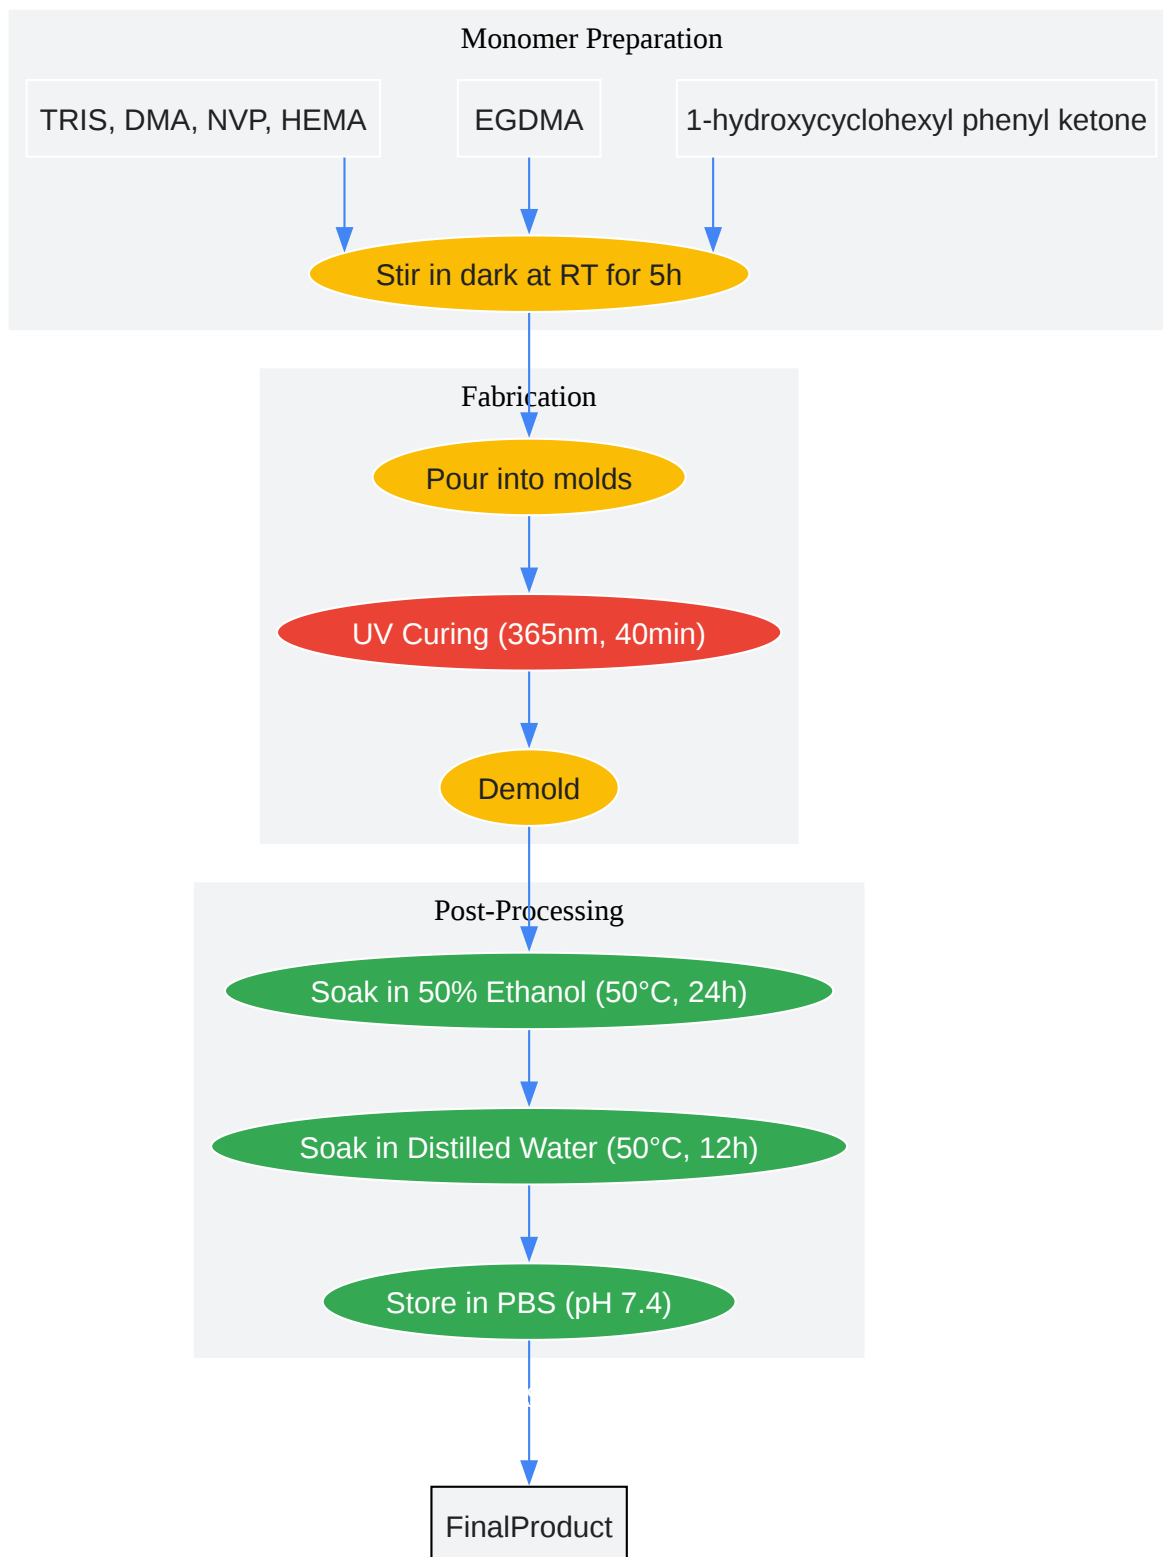 Monomer Preparation
TRIS, DMA, NVP, HEMA
EGDMA
1-hydroxycyclohexyl phenyl ketone
Stir in dark at RT for 5h
Fabrication
Pour into molds
UV Curing (365nm, 40min)
Demold
Post-Processing
Soak in 50% Ethanol (50°C, 24h)
Soak in Distilled Water (50°C, 12h)
Store in PBS (pH 7.4)
FinalProduct